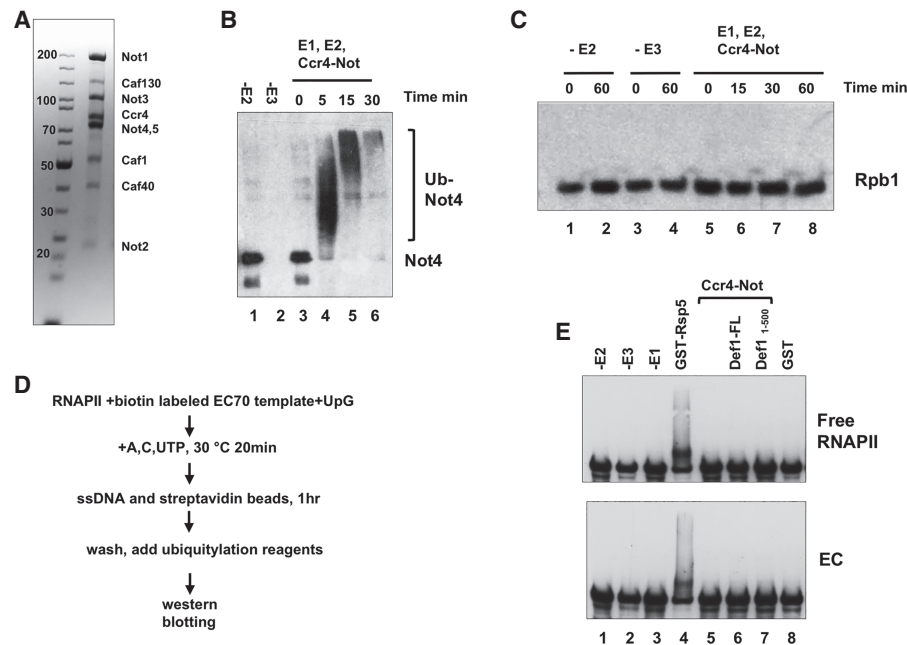 A
200
100
70
50
30
20
Not1
Caf130
Not3
Ccr4
Not4,5
Caf1
Caf40
Not2
B
E1, E2,
Ccr4-Not
-E2
-E3
0 5 15 30 Time min
Ub-
Not4
Not4
1 2 3 4 5 6
C
- E2 - E3 E1, E2,
Ccr4-Not
0 60 0 60 0 15 30 60 Time min
Rpb1
1 2 3 4 5 6 7 8
D
RNAPII +biotin labeled EC70 template+UpG
+A,C,UTP, 30 °C 20min
ssDNA and streptavidin beads, 1hr
wash, add ubiquitylation reagents
western
blotting
E
Ccr4-Not
-E2
-E3
-E1
GST-Rsp5
Def1-FL
Def1 1-500
GST
Free
RNAPII
EC
1 2 3 4 5 6 7 8